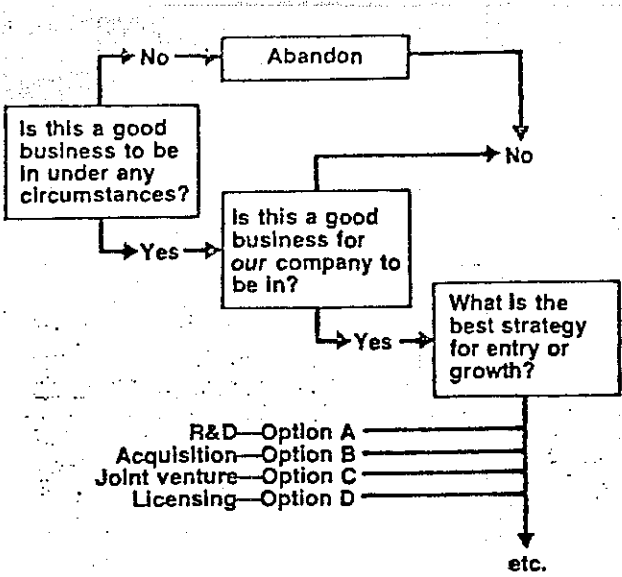 No
Abandon
Is this a good
business to be
in under any
circumstances?
No
Yes
Is this a good
business for
our company to
be in?
Yes
What is the
best strategy
for entry or
growth?
R&D—Option A
Acquisition—Option B
Joint venture—Option C
Licensing—Option D
etc.